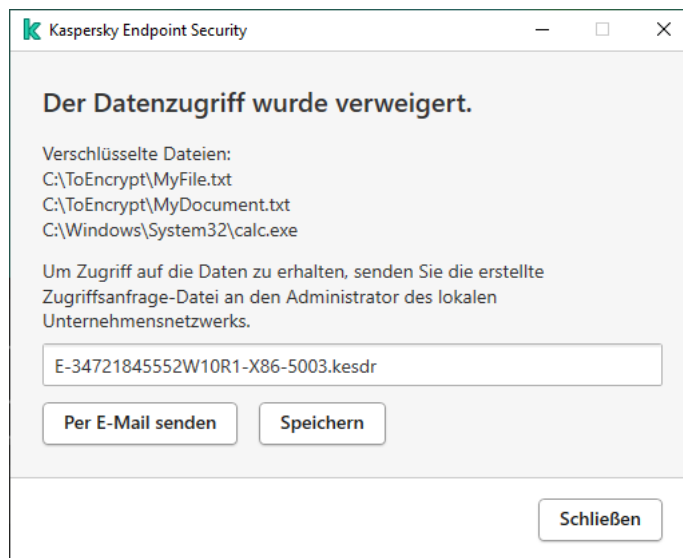 Kaspersky Endpoint Security
Der Datenzugriff wurde verweigert.
Verschlüsselte Dateien:
C:\ToEncrypt\MyFile.txt
C:\ToEncrypt\MyDocument.txt
C:\Windows\System32\calc.exe
Um Zugriff auf die Daten zu erhalten, senden Sie die erstellte
Zugriffsanfrage-Datei an den Administrator des lokalen
Unternehmensnetzwerks.
E-34721845552W10R1-X86-5003.kesdr
Per E-Mail senden
Speichern
Schließen